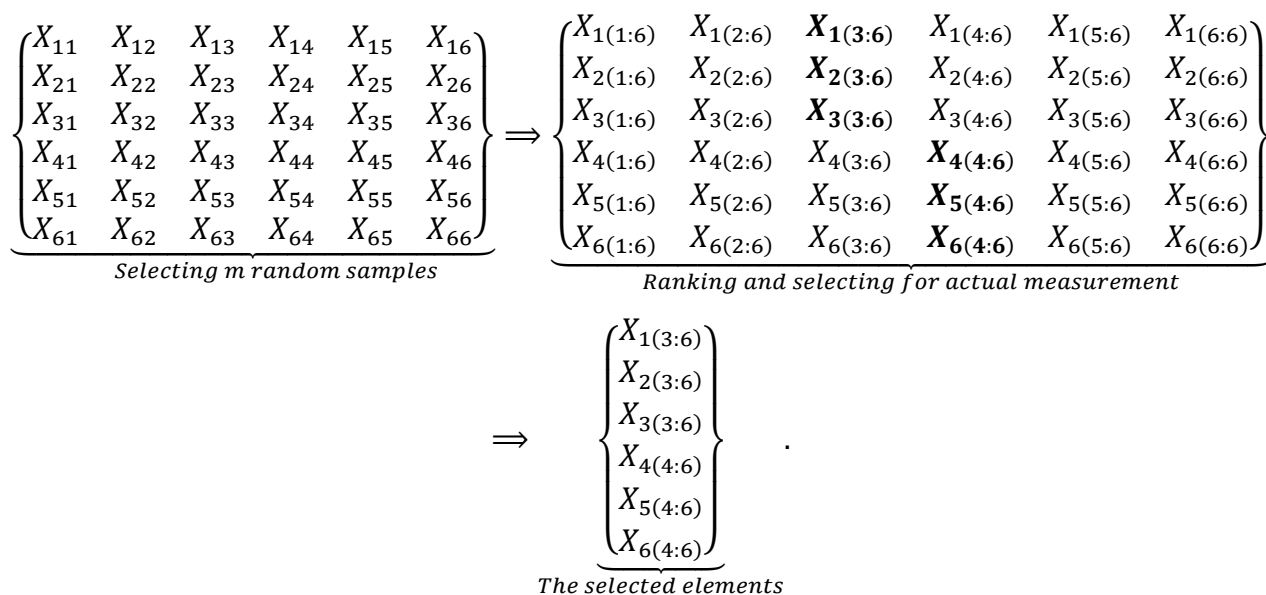 X₁₁ X₁₂ X₁₃ X₁₄ X₁₅ X₁₆ X₁₍₁:₆₎ X₁₍₂:₆₎ X₁₍₃:₆₎ X₁₍₄:₆₎ X₁₍₅:₆₎ X₁₍₆:₆₎
X₂₁ X₂₂ X₂₃ X₂₄ X₂₅ X₂₆ X₂₍₁:₆₎ X₂₍₂:₆₎ X₂₍₃:₆₎ X₂₍₄:₆₎ X₂₍₅:₆₎ X₂₍₆:₆₎
X₃₁ X₃₂ X₃₃ X₃₄ X₃₅ X₃₆ ⟹ X₃₍₁:₆₎ X₃₍₂:₆₎ X₃₍₃:₆₎ X₃₍₄:₆₎ X₃₍₅:₆₎ X₃₍₆:₆₎
X₄₁ X₄₂ X₄₃ X₄₄ X₄₅ X₄₆ X₄₍₁:₆₎ X₄₍₂:₆₎ X₄₍₃:₆₎ X₄₍₄:₆₎ X₄₍₅:₆₎ X₄₍₆:₆₎
X₅₁ X₅₂ X₅₃ X₅₄ X₅₅ X₅₆ X₅₍₁:₆₎ X₅₍₂:₆₎ X₅₍₃:₆₎ X₅₍₄:₆₎ X₅₍₅:₆₎ X₅₍₆:₆₎
X₆₁ X₆₂ X₆₃ X₆₄ X₆₅ X₆₆ X₆₍₁:₆₎ X₆₍₂:₆₎ X₆₍₃:₆₎ X₆₍₄:₆₎ X₆₍₅:₆₎ X₆₍₆:₆₎
Selecting m random samples
Ranking and selecting for actual measurement
X₁₍₃:₆₎
X₂₍₃:₆₎
X₃₍₃:₆₎
⟹ X₄₍₄:₆₎ .
X₅₍₄:₆₎
X₆₍₄:₆₎
The selected elements